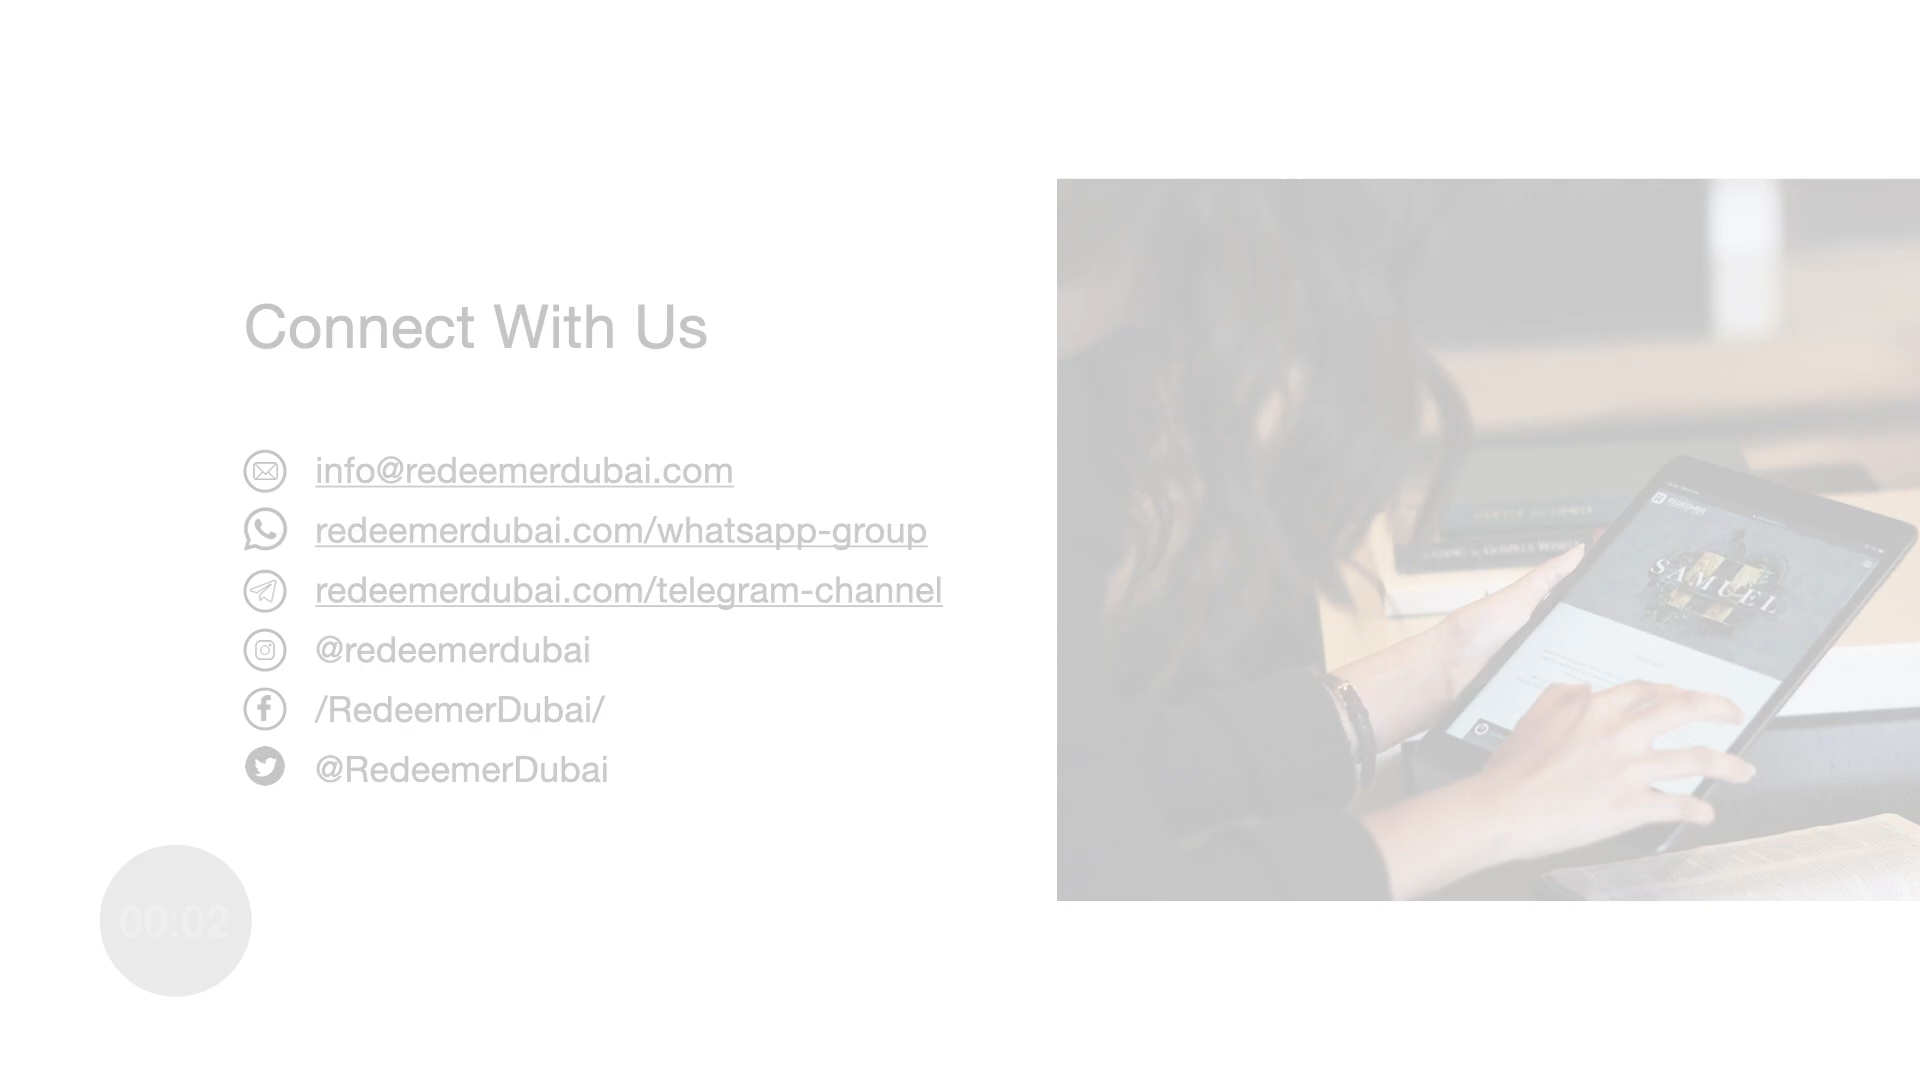 Connect With Us
info@redeemerdubai.com
redeemerdubai.com/whatsapp-group
redeemerdubai.com/telegram-channel
@redeemerdubai
/RedeemerDubai/
@RedeemerDubai
00:02
SAMUEL